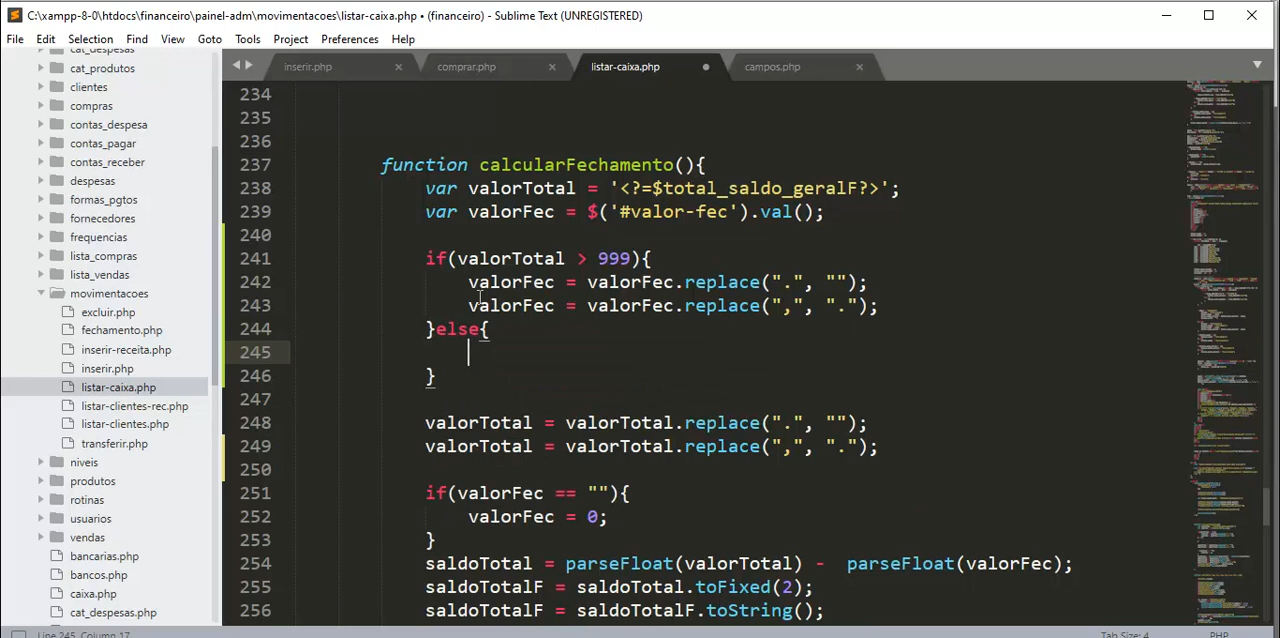 C:\xampp-8-0\htdocs\financeiro\painel-adm\movimentacoes\listar-caixa.php • (financeiro) - Sublime Text (UNREGISTERED)
File Edit Selection Find View Goto Tools Project Preferences Help
inserir.php comprar.php listar-caixa.php campos.php
cat_despesas
cat_produtos
clientes
compras
contas_despesa
contas_pagar
contas_receber
despesas
formas_pgtos
fornecedores
frequencias
lista_compras
lista_vendas
movimentacoes
excluir.php
fechamento.php
inserir-receita.php
inserir.php
listar-caixa.php
listar-clientes-rec.php
listar-clientes.php
transferir.php
niveis
produtos
rotinas
usuarios
vendas
bancarias.php
bancos.php
caixa.php
cat_despesas.php
234
235
236
237 function calcularFechamento(){
238 var valorTotal = '<?=$total_saldo_geralF?>';
239 var valorFec = $('#valor-fec').val();
240
241 if(valorTotal > 999){
242 valorFec = valorFec.replace(".", "");
243 valorFec = valorFec.replace(",", ".");
244 }else{
245
246 }
247
248 valorTotal = valorTotal.replace(".", "");
249 valorTotal = valorTotal.replace(",", ".");
250
251 if(valorFec == ""){
252 valorFec = 0;
253 }
254 saldoTotal = parseFloat(valorTotal) - parseFloat(valorFec);
255 saldoTotalF = saldoTotal.toFixed(2);
256 saldoTotalF = saldoTotalF.toString();
Line 245, Column 17 Tab Size: 4 PHP